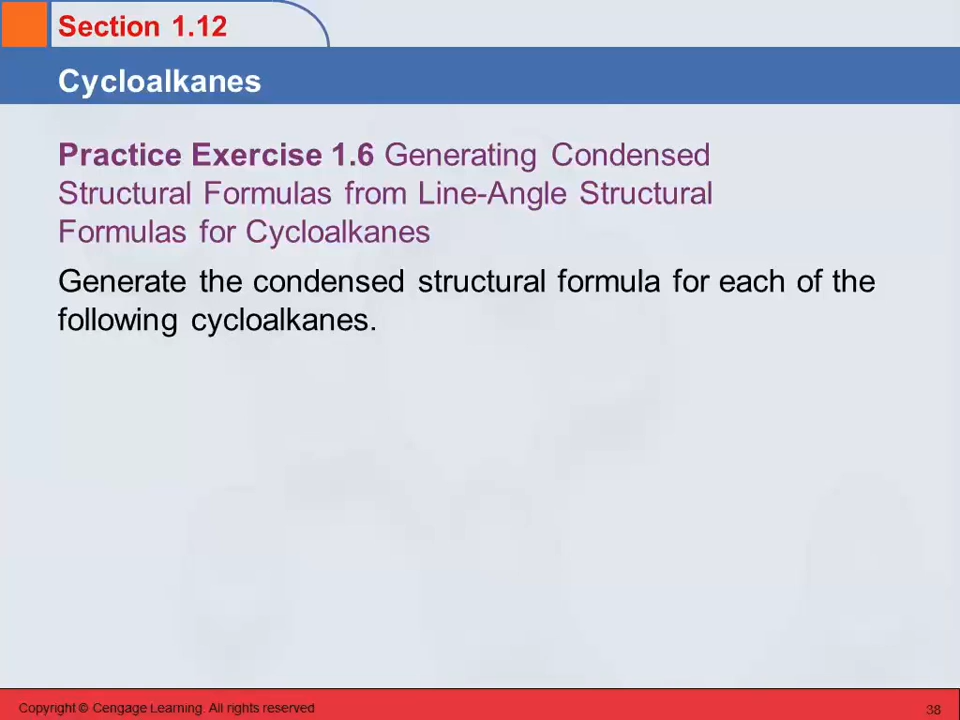 Section 1.12
Cycloalkanes
Practice Exercise 1.6 Generating Condensed
Structural Formulas from Line-Angle Structural
Formulas for Cycloalkanes
Generate the condensed structural formula for each of the
following cycloalkanes.
Copyright © Cengage Learning. All rights reserved
38